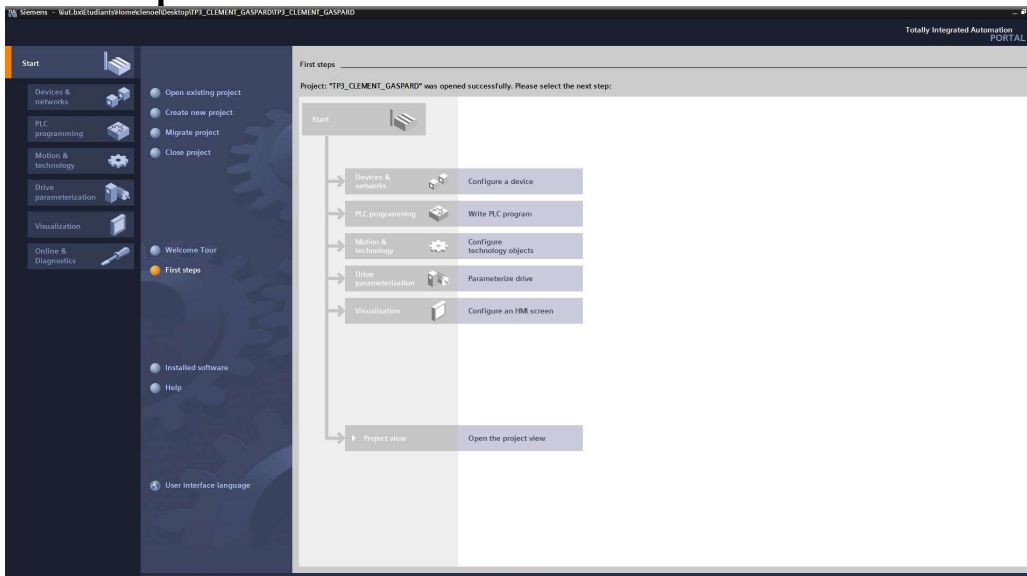 Siemens - \\iut.bx\Etudiants\Home\clenoel\Desktop\TP3_CLEMENT_GASPARD\TP3_CLEMENT_GASPARD
Totally Integrated Automation
PORTAL
Start
Devices &
networks
PLC
programming
Motion &
technology
Drive
parameterization
Visualization
Online &
Diagnostics
Open existing project
Create new project
Migrate project
Close project
Welcome Tour
First steps
Installed software
Help
User interface language
First steps
Project: "TP3_CLEMENT_GASPARD" was opened successfully. Please select the next step:
Start
Devices &
networks
Configure a device
PLC programming
Write PLC program
Motion &
technology
Configure
technology objects
Drive
parameterization
Parameterize drive
Visualization
Configure an HMI screen
Project view
Open the project view